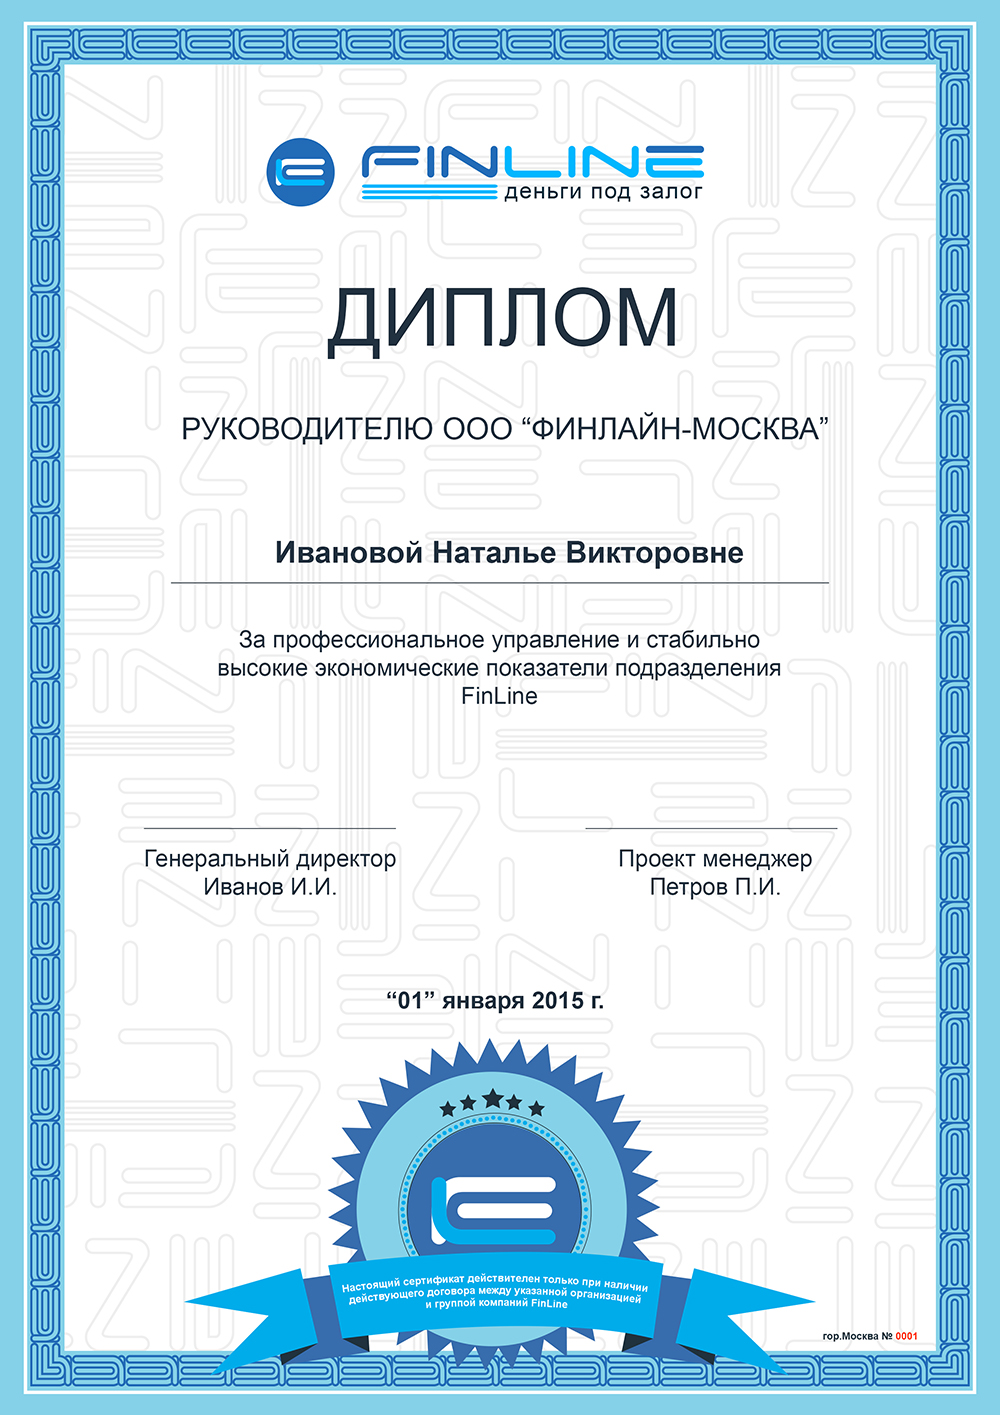 FINLINE
деньги под залог
ДИПЛОМ
РУКОВОДИТЕЛЮ ООО “ФИНЛАЙН-МОСКВА”
Ивановой Наталье Викторовне
За профессиональное управление и стабильно
высокие экономические показатели подразделения
FinLine
Генеральный директор
Иванов И.И.
Проект менеджер
Петров П.И.
“01” января 2015 г.
Настоящий сертификат действителен только при наличии
действующего договора между указанной организацией
и группой компаний FinLine
гор.Москва № 0001